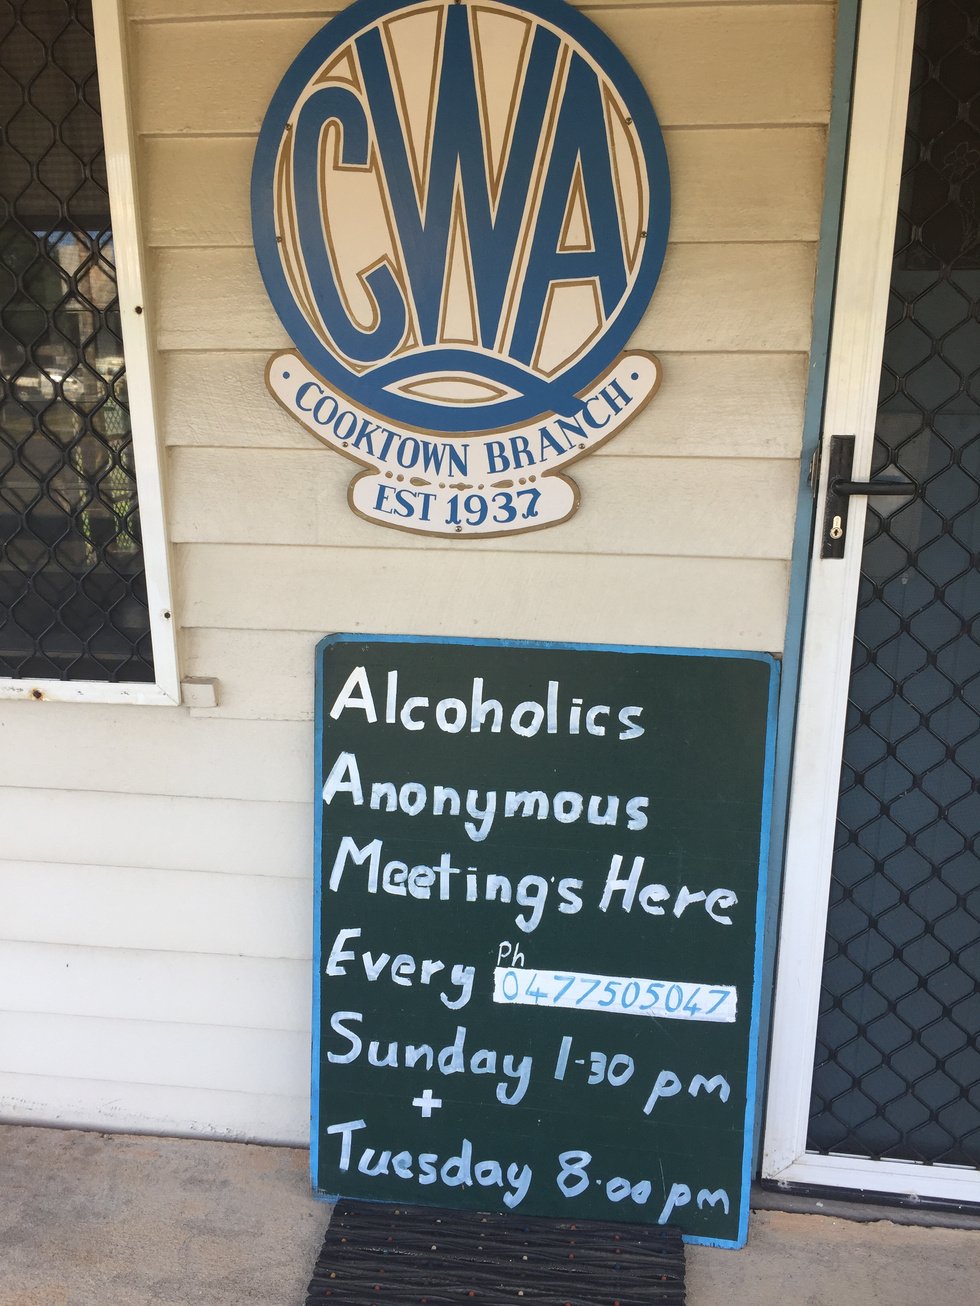 CWA
COOKTOWN BRANCH
EST 1937
Alcoholics
Anonymous
Meeting's Here
Every Ph 0477505047
Sunday 1-30 pm
+
Tuesday 8.00 pm